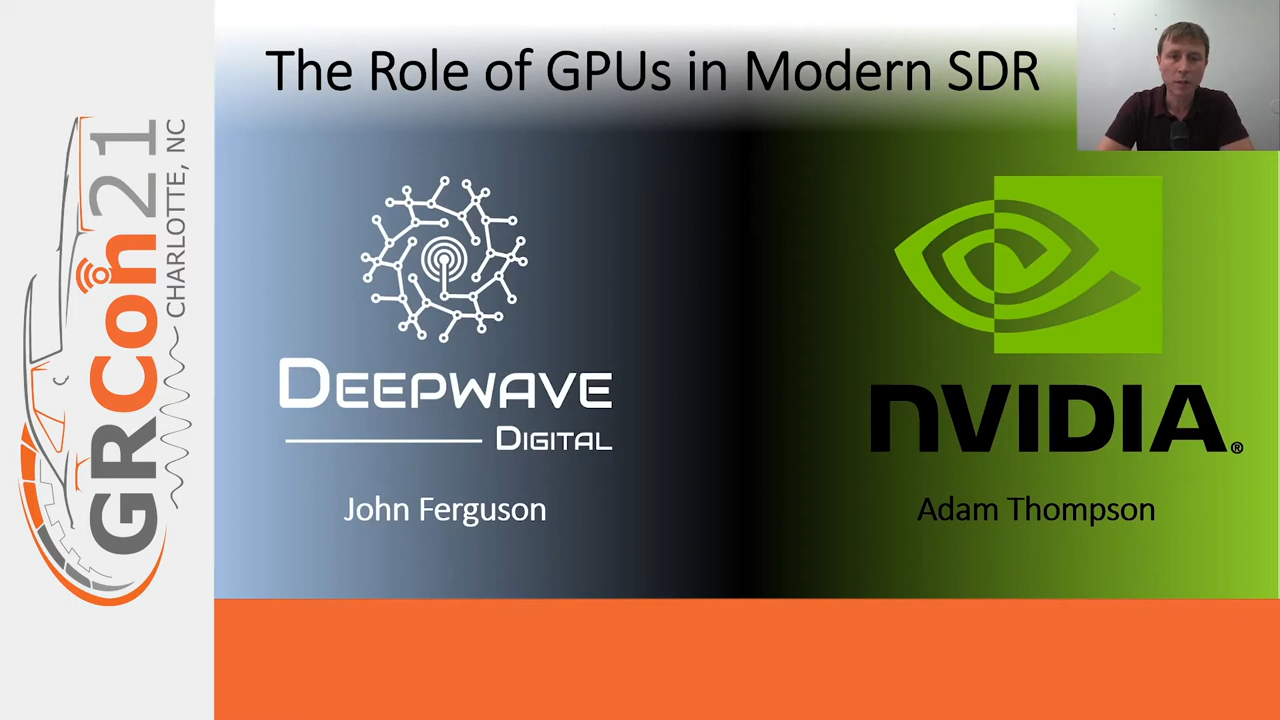 The Role of GPUs in Modern SDR
GRCon21
CHARLOTTE, NC
DEEPWAVE
DIGITAL
John Ferguson
NVIDIA®
Adam Thompson